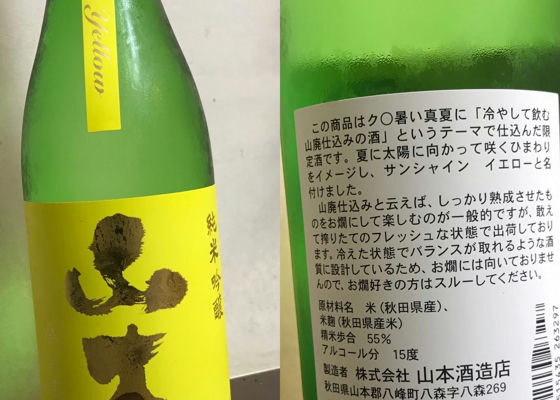 Yellow
山本
純米吟醸
この商品はク〇暑い真夏に「冷やして飲む
山廃仕込みの酒」というテーマで仕込んだ限
定酒です。夏に太陽に向かって咲くひまわり
をイメージし、サンシャイン　イエローと名
付けました。
山廃仕込みと云えば、しっかり熟成させたも
のをお燗にして楽しむのが一般的ですが、敢え
て搾りたてのフレッシュな状態で出荷しており
ます。冷えた状態でバランスが取れるような酒
質に設計しているため、お燗には向いておりませ
んので、お燗好きの方はスルーしてください。
原材料名　米（秋田県産）、
米麹（秋田県産米）
精米歩合　55％
アルコール分　15度
製造者　株式会社 山本酒造店
秋田県山本郡八峰町八森字八森269